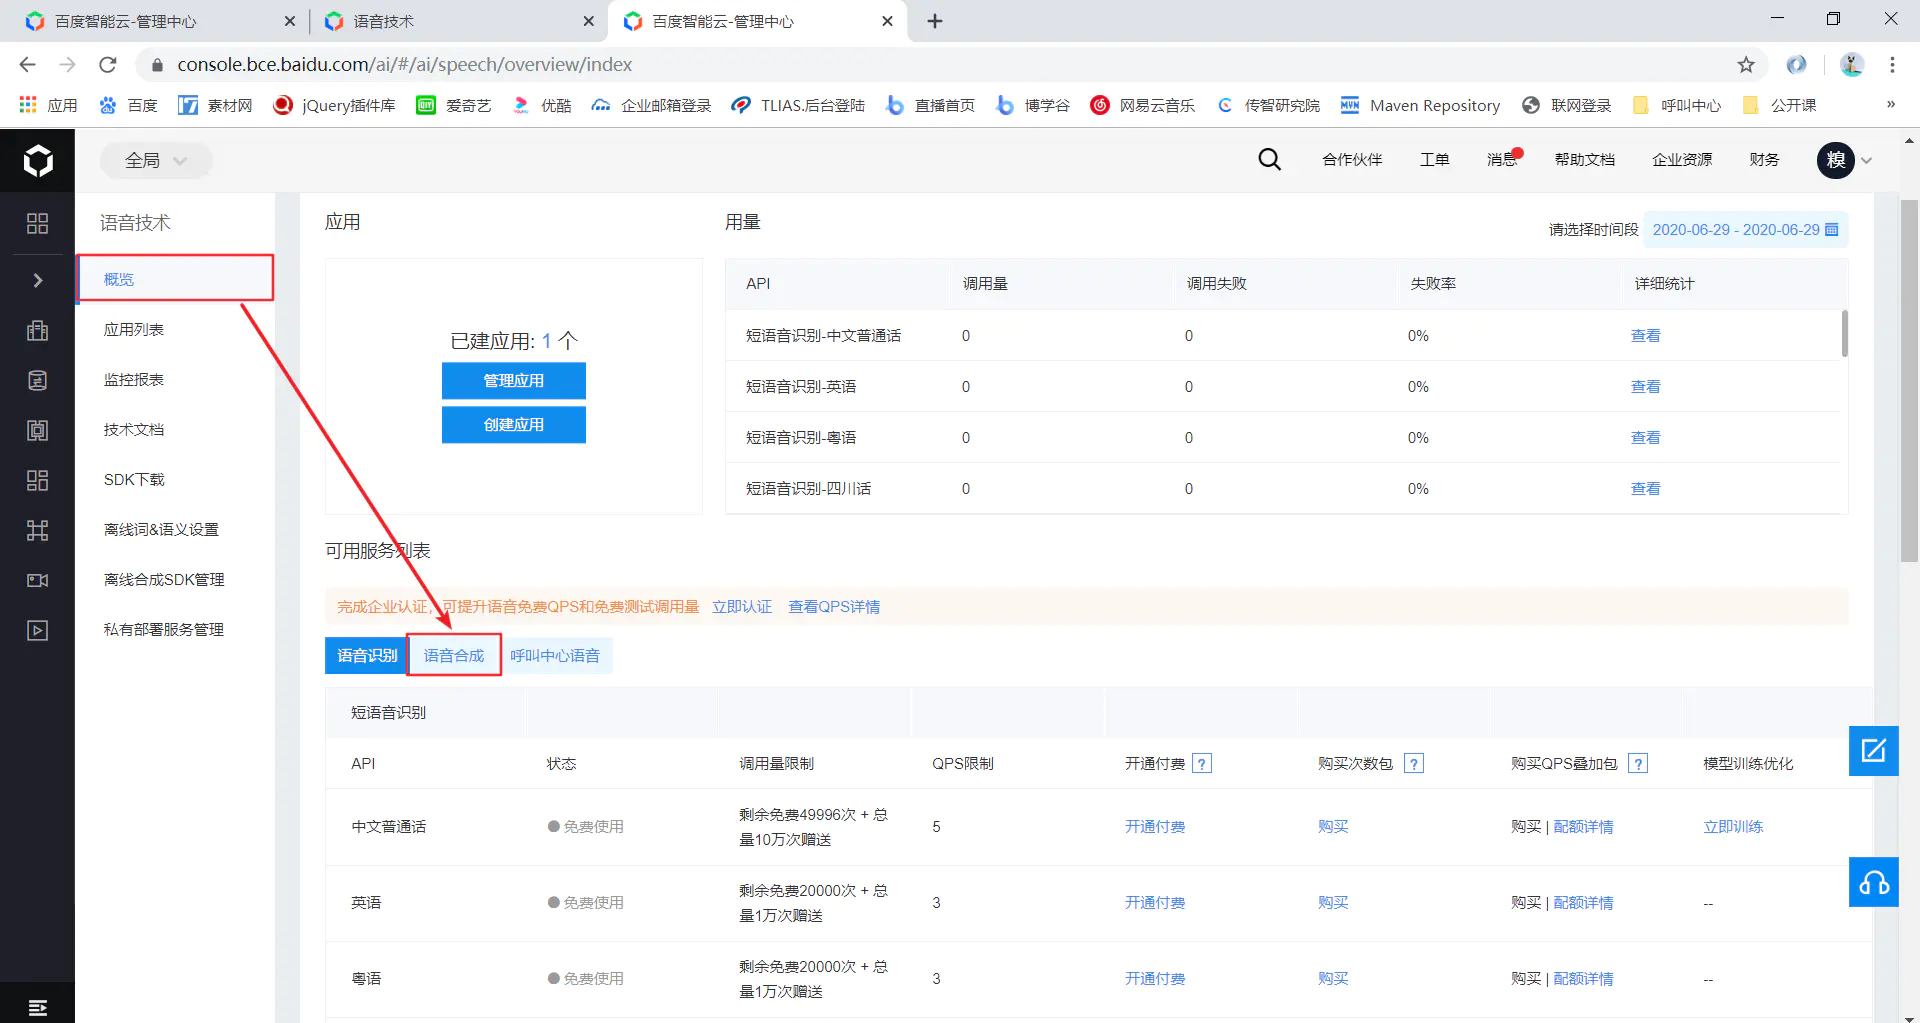 百度智能云-管理中心
语音技术
百度智能云-管理中心
console.bce.baidu.com/ai/#/ai/speech/overview/index
应用
百度
素材网
jQuery插件库
爱奇艺
优酷
企业邮箱登录
TLIAS.后台登陆
直播首页
博学谷
网易云音乐
传智研究院
Maven Repository
联网登录
呼叫中心
公开课
»
全局
合作伙伴
工单
消息
帮助文档
企业资源
财务
糗
语音技术
概览
应用列表
监控报表
技术文档
SDK下载
离线词&语义设置
离线合成SDK管理
私有部署服务管理
应用
已建应用: 1 个
管理应用
创建应用
用量
请选择时间段 2020-06-29 - 2020-06-29
API 调用量 调用失败 失败率 详细统计
短语音识别-中文普通话 0 0 0% 查看
短语音识别-英语 0 0 0% 查看
短语音识别-粤语 0 0 0% 查看
短语音识别-四川话 0 0 0% 查看
可用服务列表
完成企业认证，可提升语音免费QPS和免费测试调用量 立即认证 查看QPS详情
语音识别 语音合成 呼叫中心语音
短语音识别
API 状态 调用量限制 QPS限制 开通付费 ? 购买次数包 ? 购买QPS叠加包 ? 模型训练优化
中文普通话 免费使用 剩余免费49996次 + 总量10万次赠送 5 开通付费 购买 购买 | 配额详情 立即训练
英语 免费使用 剩余免费20000次 + 总量1万次赠送 3 开通付费 购买 购买 | 配额详情 --
粤语 免费使用 剩余免费20000次 + 总量1万次赠送 3 开通付费 购买 购买 | 配额详情 --